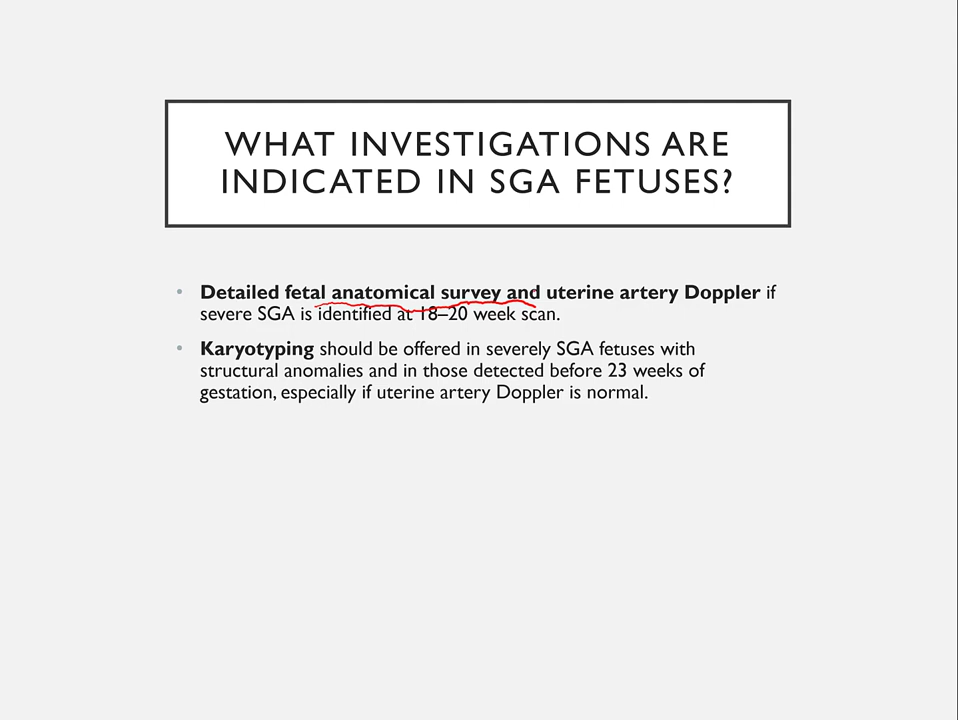 WHAT INVESTIGATIONS ARE
INDICATED IN SGA FETUSES?
• Detailed fetal anatomical survey and uterine artery Doppler if
severe SGA is identified at 18–20 week scan.
• Karyotyping should be offered in severely SGA fetuses with
structural anomalies and in those detected before 23 weeks of
gestation, especially if uterine artery Doppler is normal.